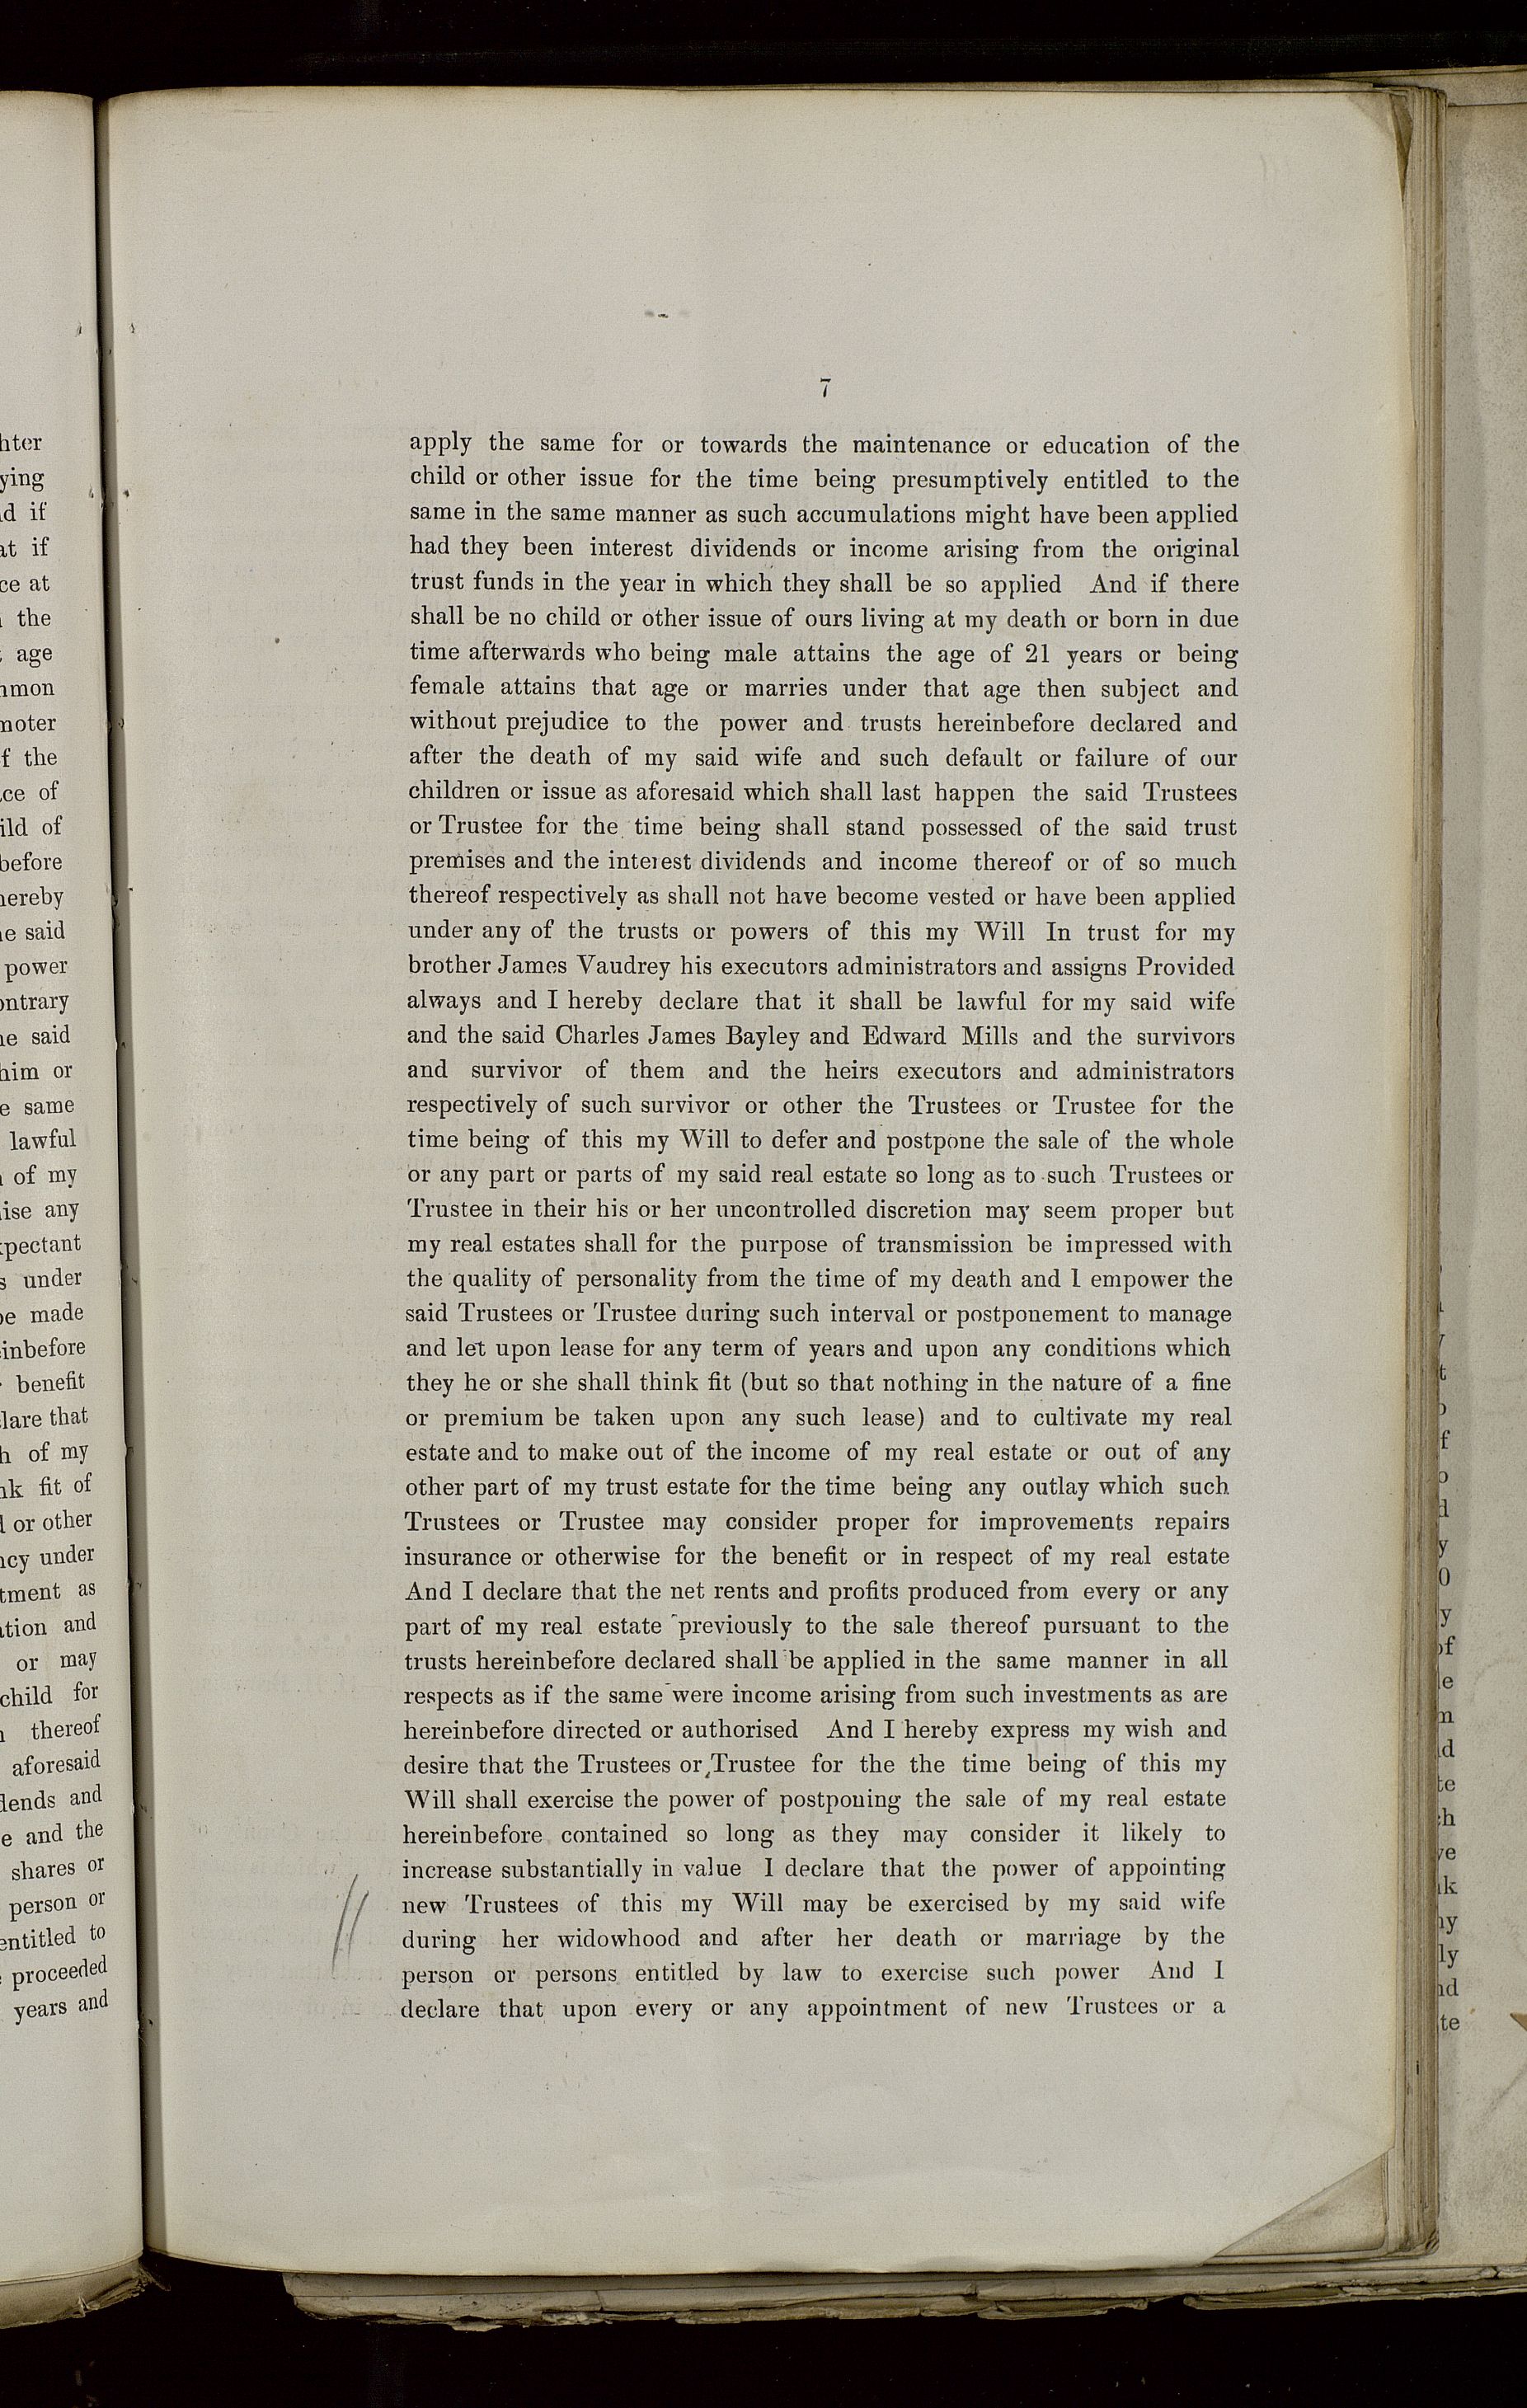 7
apply the same for or towards the maintenance or education of the
child or other issue for the time being presumptively entitled to the
same in the same manner as such accumulations might have been applied
had they been interest dividends or income arising from the original
trust funds in the year in which they shall be so applied And if there
shall be no child or other issue of ours living at my death or born in due
time afterwards who being male attains the age of 21 years or being
female attains that age or marries under that age then subject and
without prejudice to the power and trusts hereinbefore declared and
after the death of my said wife and such default or failure of our
children or issue as aforesaid which shall last happen the said Trustees
or Trustee for the time being shall stand possessed of the said trust
premises and the interest dividends and income thereof or of so much
thereof respectively as shall not have become vested or have been applied
under any of the trusts or powers of this my Will In trust for my
brother James Vaudrey his executors administrators and assigns Provided
always and I hereby declare that it shall be lawful for my said wife
and the said Charles James Bayley and Edward Mills and the survivors
and survivor of them and the heirs executors and administrators
respectively of such survivor or other the Trustees or Trustee for the
time being of this my Will to defer and postpone the sale of the whole
or any part or parts of my said real estate so long as to such Trustees or
Trustee in their his or her uncontrolled discretion may seem proper but
my real estates shall for the purpose of transmission be impressed with
the quality of personality from the time of my death and I empower the
said Trustees or Trustee during such interval or postponement to manage
and let upon lease for any term of years and upon any conditions which
they he or she shall think fit (but so that nothing in the nature of a fine
or premium be taken upon any such lease) and to cultivate my real
estate and to make out of the income of my real estate or out of any
other part of my trust estate for the time being any outlay which such
Trustees or Trustee may consider proper for improvements repairs
insurance or otherwise for the benefit or in respect of my real estate
And I declare that the net rents and profits produced from every or any
part of my real estate previously to the sale thereof pursuant to the
trusts hereinbefore declared shall be applied in the same manner in all
respects as if the same were income arising from such investments as are
hereinbefore directed or authorised And I hereby express my wish and
desire that the Trustees or Trustee for the the time being of this my
Will shall exercise the power of postponing the sale of my real estate
hereinbefore contained so long as they may consider it likely to
increase substantially in value I declare that the power of appointing
new Trustees of this my Will may be exercised by my said wife
during her widowhood and after her death or marriage by the
person or persons entitled by law to exercise such power And I
declare that upon every or any appointment of new Trustees or a